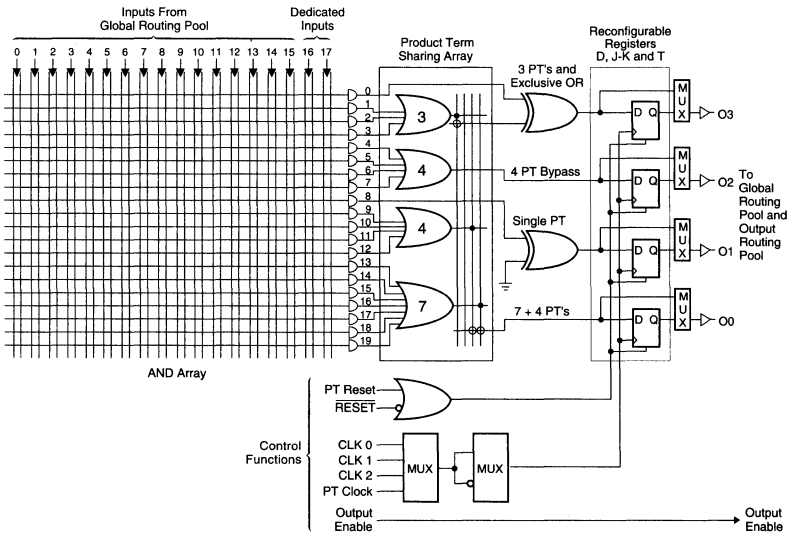 Inputs From
Global Routing Pool
Dedicated
Inputs
0 1 2 3 4 5 6 7 8 9 10 11 12 13 14 15 16 17
Product Term
Sharing Array
Reconfigurable
Registers
D, J-K and T
3 PT's and
Exclusive OR
0
1
2
3
4
5
6
7
8
9
10
11
12
13
14
15
16
17
18
19
3
4
4
7
4 PT Bypass
Single PT
7 + 4 PT's
D Q
D Q
D Q
D Q
MUX
MUX
MUX
MUX
O3
O2
O1
O0
To
Global
Routing
Pool and
Output
Routing
Pool
AND Array
Control
Functions
PT Reset
RESET
CLK 0
CLK 1
CLK 2
PT Clock
MUX
MUX
Output
Enable
Output
Enable